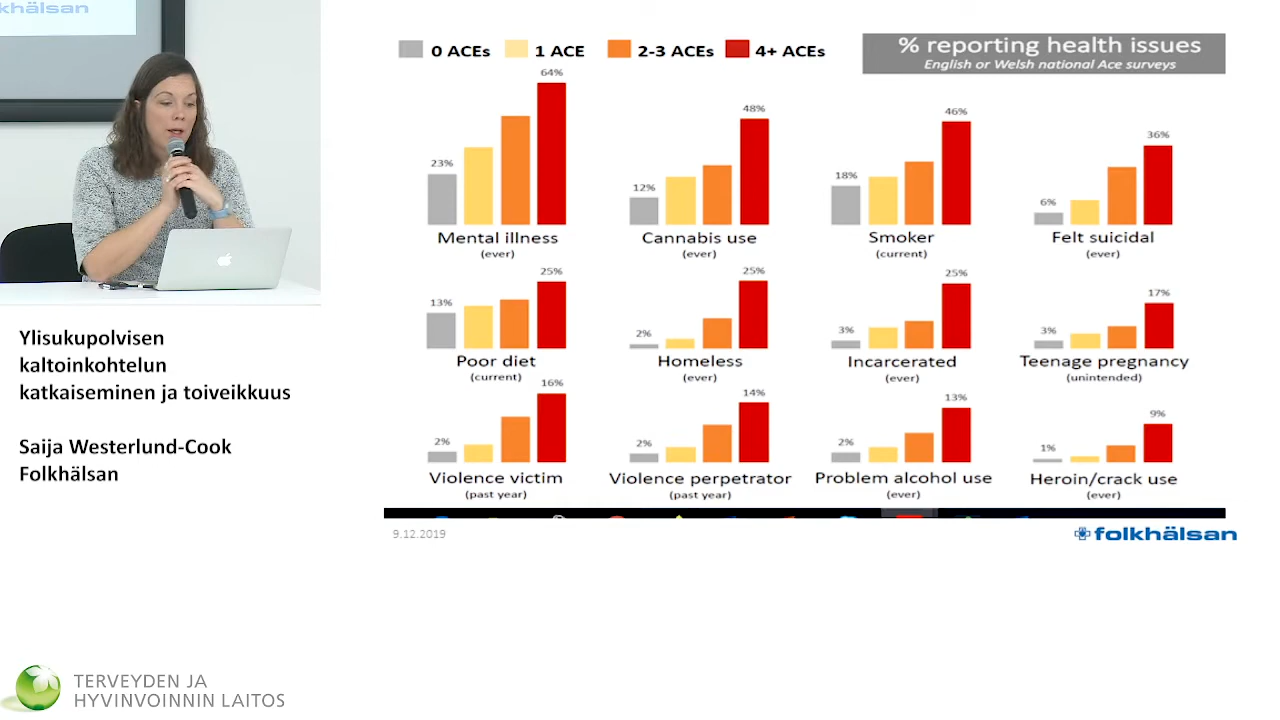 khälsan
0 ACEs
1 ACE
2-3 ACEs
4+ ACEs
% reporting health issues
English or Welsh national Ace surveys
23%
64%
Mental illness
(ever)
12%
48%
Cannabis use
(ever)
18%
46%
Smoker
(current)
6%
36%
Felt suicidal
(ever)
13%
25%
Poor diet
(current)
2%
25%
Homeless
(ever)
3%
25%
Incarcerated
(ever)
3%
17%
Teenage pregnancy
(unintended)
2%
16%
Violence victim
(past year)
2%
14%
Violence perpetrator
(past year)
2%
13%
Problem alcohol use
(ever)
1%
9%
Heroin/crack use
(ever)
9.12.2019
folkhälsan
Ylisukupolvisen
kaltoinkohtelun
katkaiseminen ja toiveikkuus
Saija Westerlund-Cook
Folkhälsan
TERVEYDEN JA
HYVINVOINNIN LAITOS